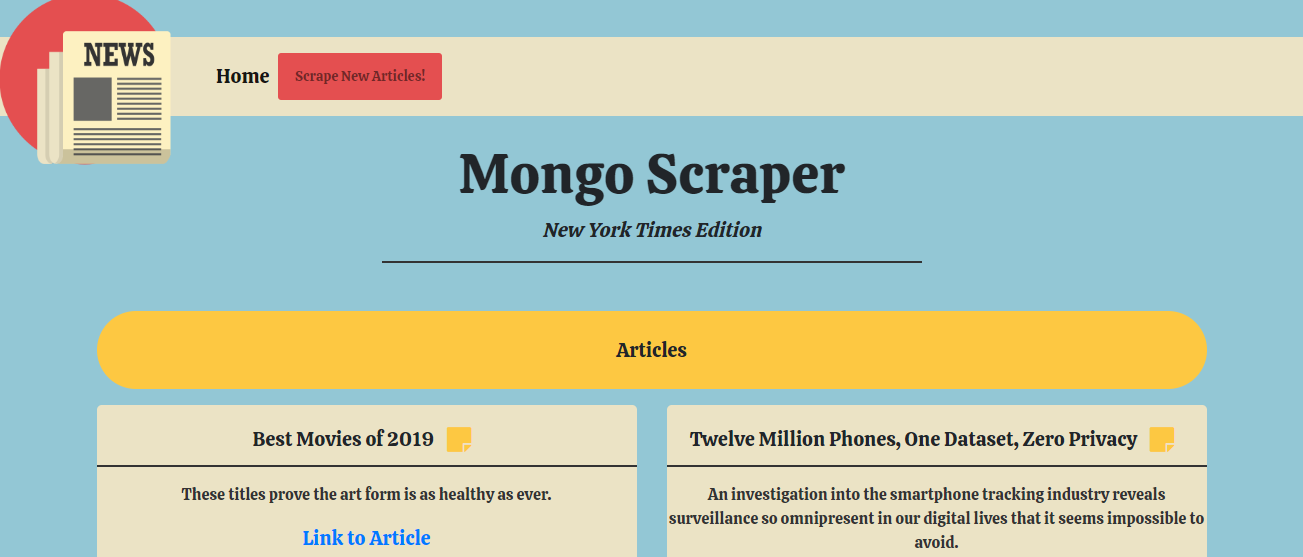 NEWS
Home
Scrape New Articles!
Mongo Scraper
New York Times Edition
Articles
Best Movies of 2019
These titles prove the art form is as healthy as ever.
Link to Article
Twelve Million Phones, One Dataset, Zero Privacy
An investigation into the smartphone tracking industry reveals
surveillance so omnipresent in our digital lives that it seems impossible to
avoid.